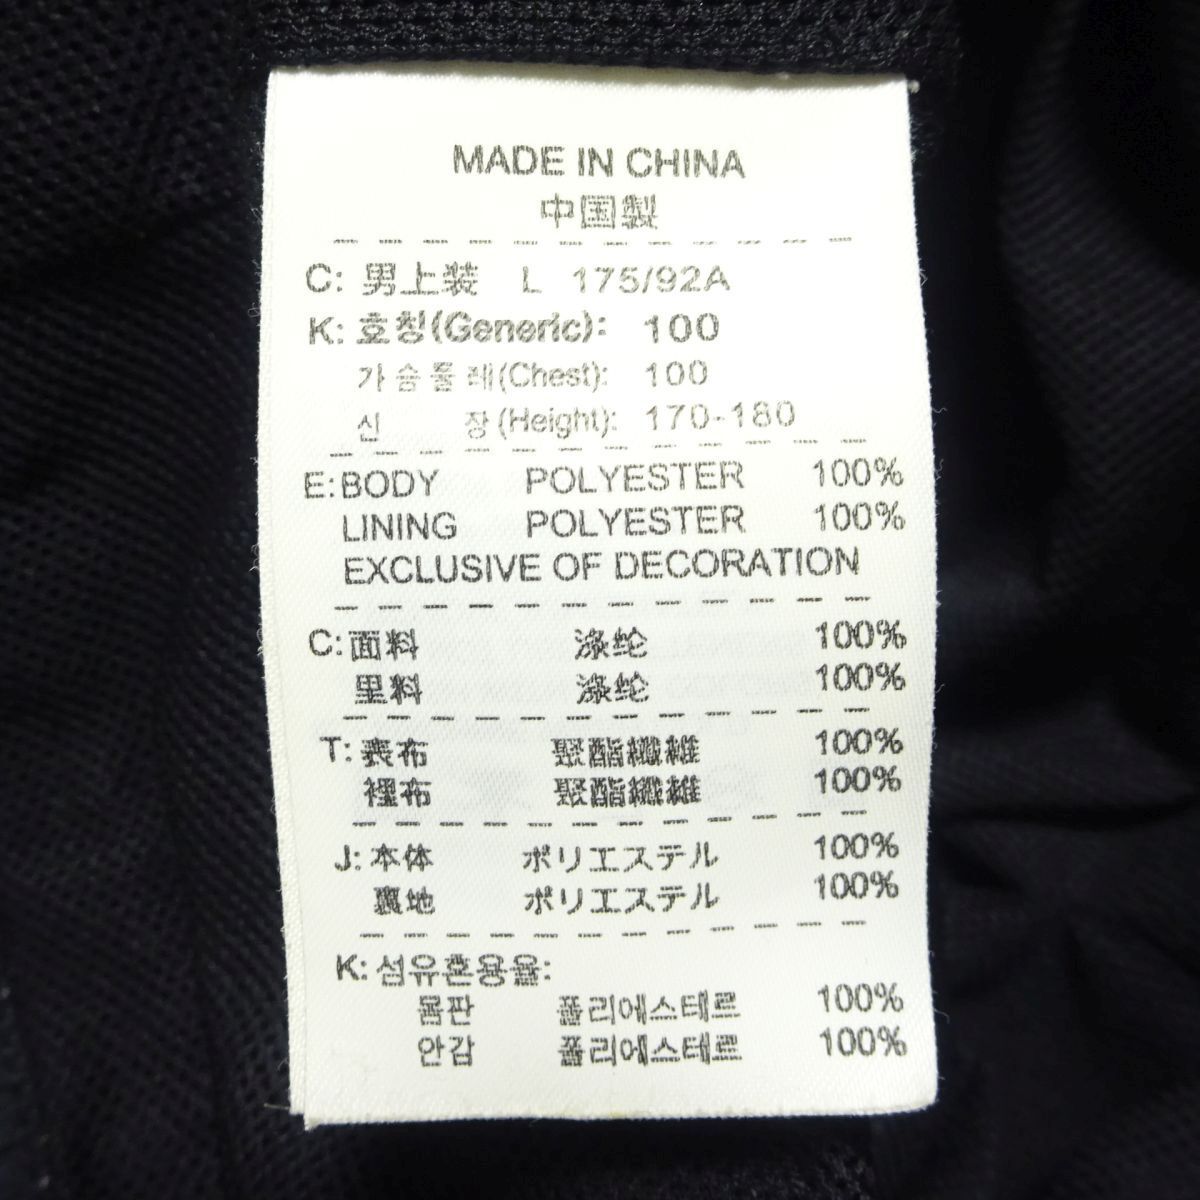 MADE IN CHINA
中国製
C: 男上装 L 175/92A
K: 호칭(Generic): 100
가슴둘레(Chest): 100
신 장(Height): 170-180
E: BODY POLYESTER 100%
LINING POLYESTER 100%
EXCLUSIVE OF DECORATION
C: 面料 涤纶 100%
里料 涤纶 100%
T: 表布 聚酯纖維 100%
裡布 聚酯纖維 100%
J: 本体 ポリエステル 100%
裏地 ポリエステル 100%
K: 섬유혼용율:
몸판 폴리에스테르 100%
안감 폴리에스테르 100%